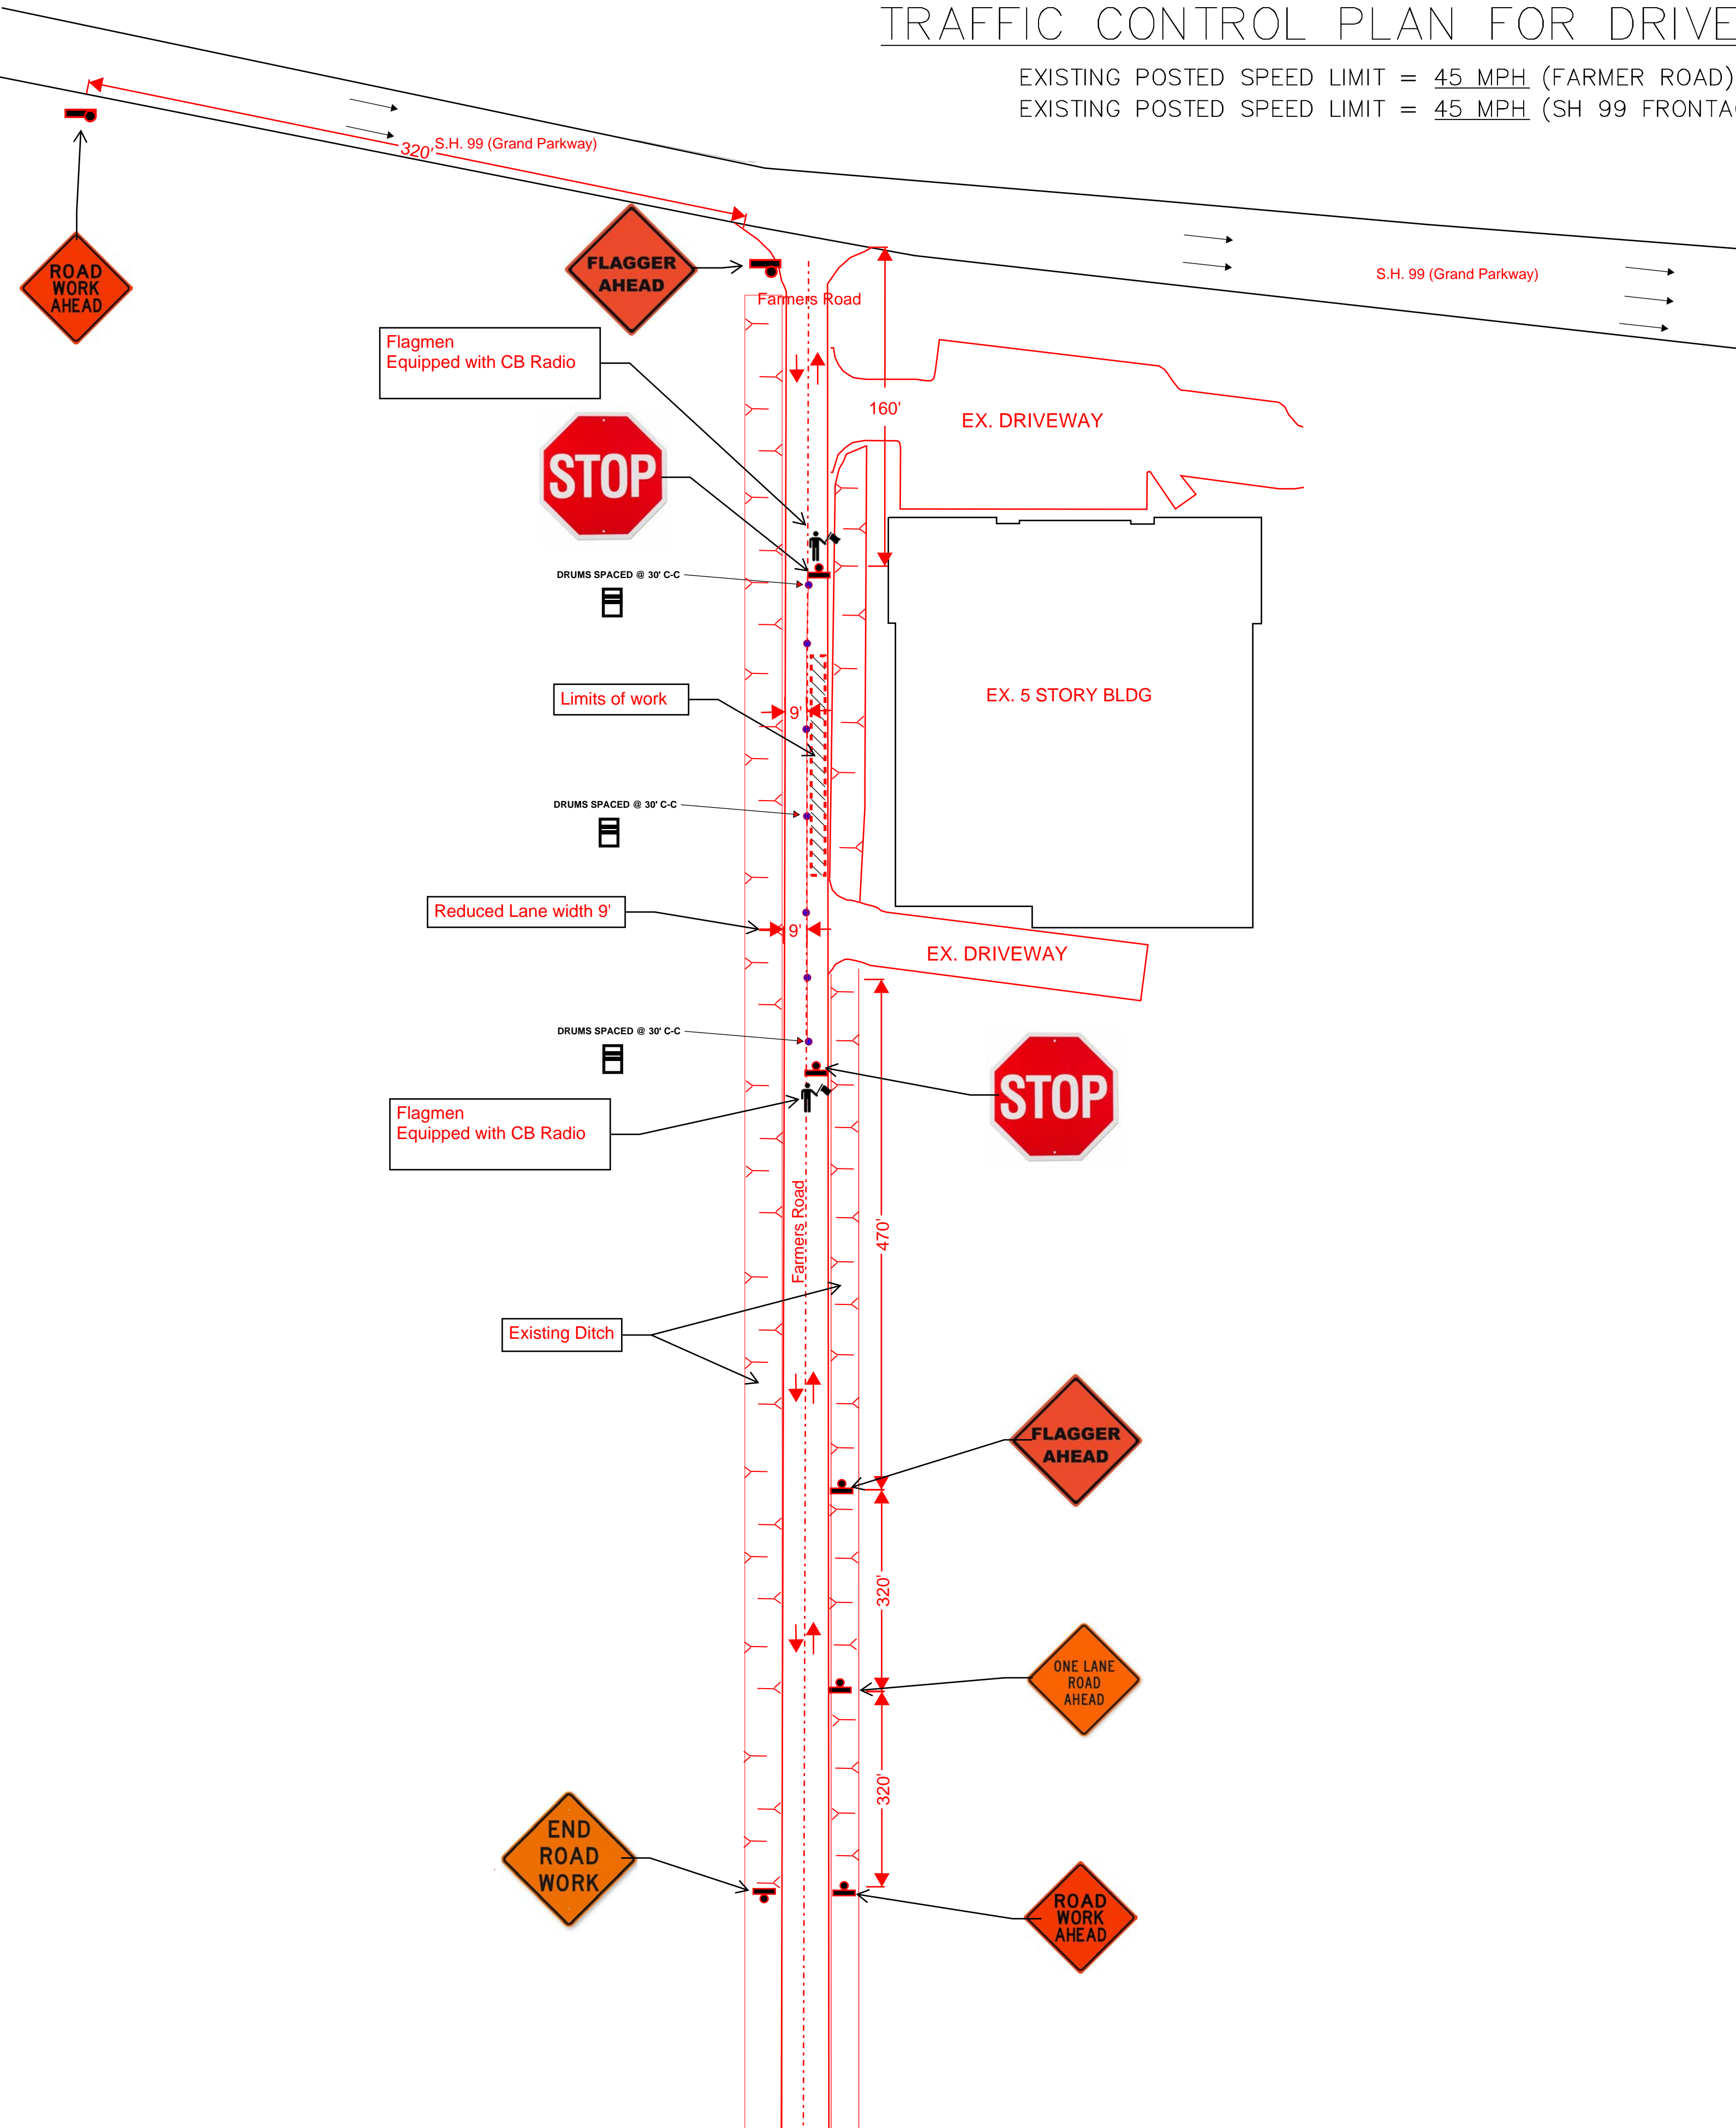 TRAFFIC CONTROL PLAN FOR DRIVE
EXISTING POSTED SPEED LIMIT = 45 MPH (FARMER ROAD)
EXISTING POSTED SPEED LIMIT = 45 MPH (SH 99 FRONTA
S.H. 99 (Grand Parkway)
320'
ROAD
WORK
AHEAD
FLAGGER
AHEAD
S.H. 99 (Grand Parkway)
Farmers Road
Flagmen
Equipped with CB Radio
160'
EX. DRIVEWAY
STOP
DRUMS SPACED @ 30' C-C
Limits of work
9'
EX. 5 STORY BLDG
DRUMS SPACED @ 30' C-C
Reduced Lane width 9'
9'
EX. DRIVEWAY
DRUMS SPACED @ 30' C-C
STOP
Flagmen
Equipped with CB Radio
Farmers Road
470'
Existing Ditch
FLAGGER
AHEAD
320'
ONE LANE
ROAD
AHEAD
320'
END
ROAD
WORK
ROAD
WORK
AHEAD